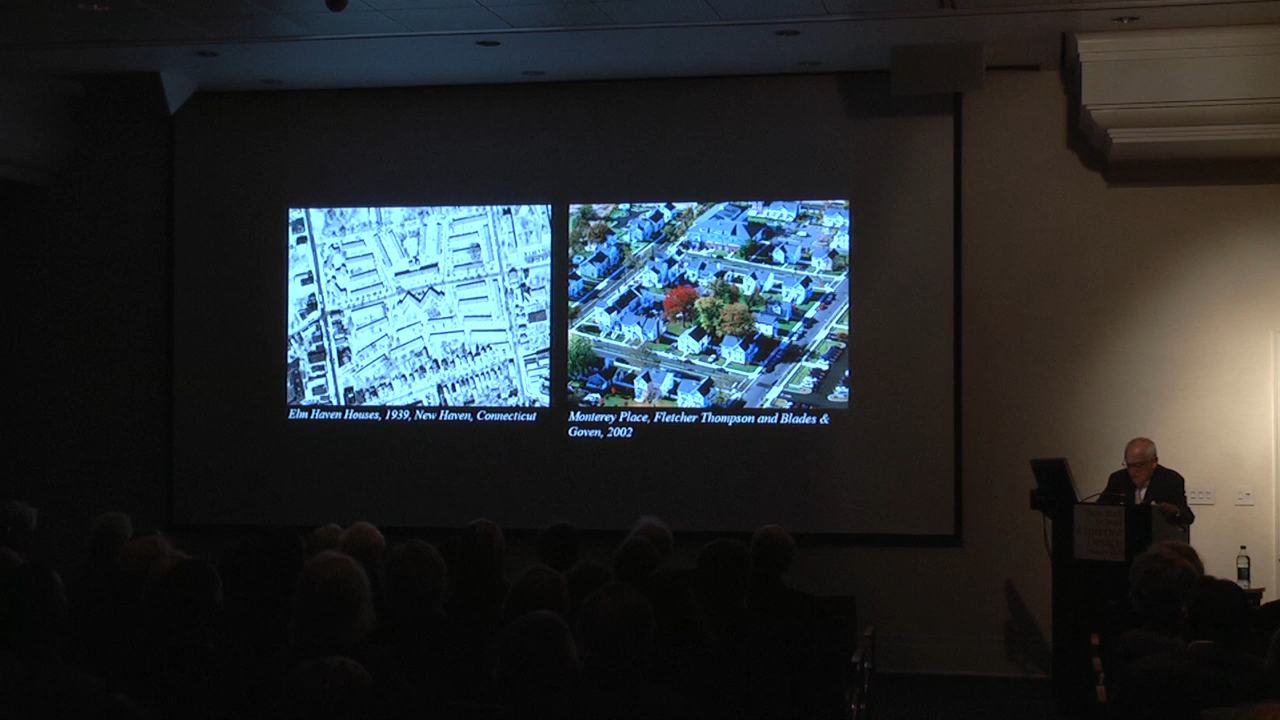 Elm Haven Houses, 1939, New Haven, Connecticut
Monterey Place, Fletcher Thompson and Blades &
Goven, 2002